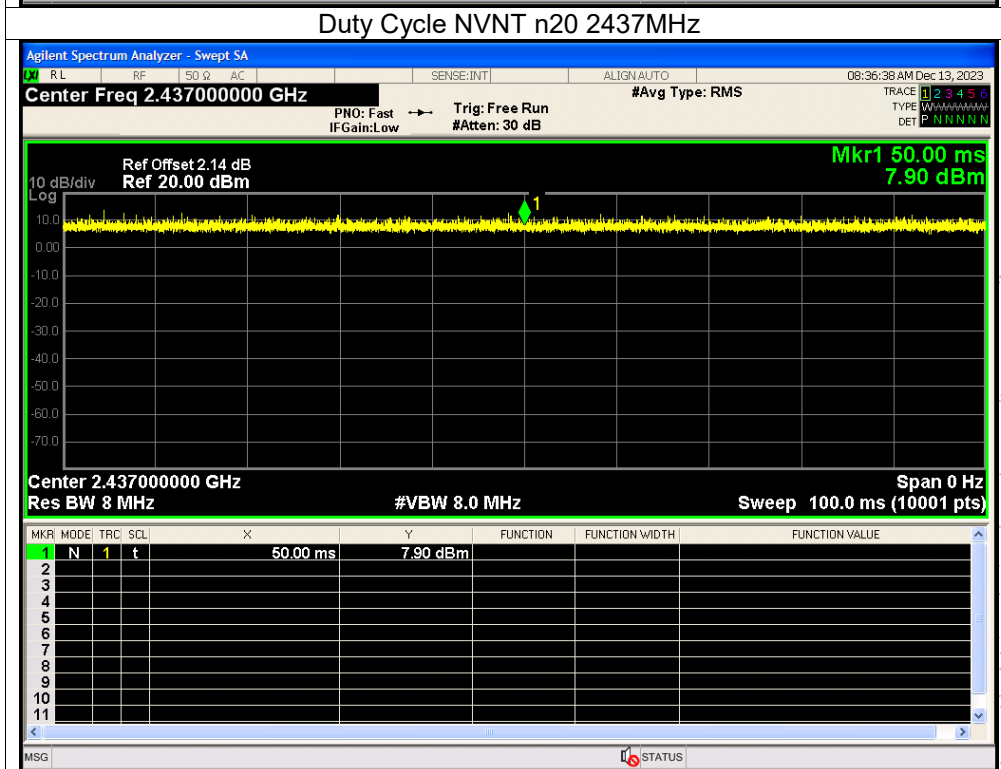 Duty Cycle NVNT n20 2437MHz
Agilent Spectrum Analyzer - Swept SA
LXI RL RF 50 Ω AC SENSE:INT ALIGN AUTO 08:36:38 AM Dec 13, 2023
Center Freq 2.437000000 GHz #Avg Type: RMS TRACE 1 2 3 4 5 6
PNO: Fast Trig: Free Run TYPE WWWWWW
IFGain:Low #Atten: 30 dB DET P N N N N N
Mkr1 50.00 ms
Ref Offset 2.14 dB
10 dB/div Ref 20.00 dBm 7.90 dBm
Log
1
10.0
0.00
-10.0
-20.0
-30.0
-40.0
-50.0
-60.0
-70.0
Center 2.437000000 GHz Span 0 Hz
Res BW 8 MHz #VBW 8.0 MHz Sweep 100.0 ms (10001 pts)
MKR MODE TRC SCL X Y FUNCTION FUNCTION WIDTH FUNCTION VALUE
1 N 1 t 50.00 ms 7.90 dBm
2
3
4
5
6
7
8
9
10
11
MSG STATUS